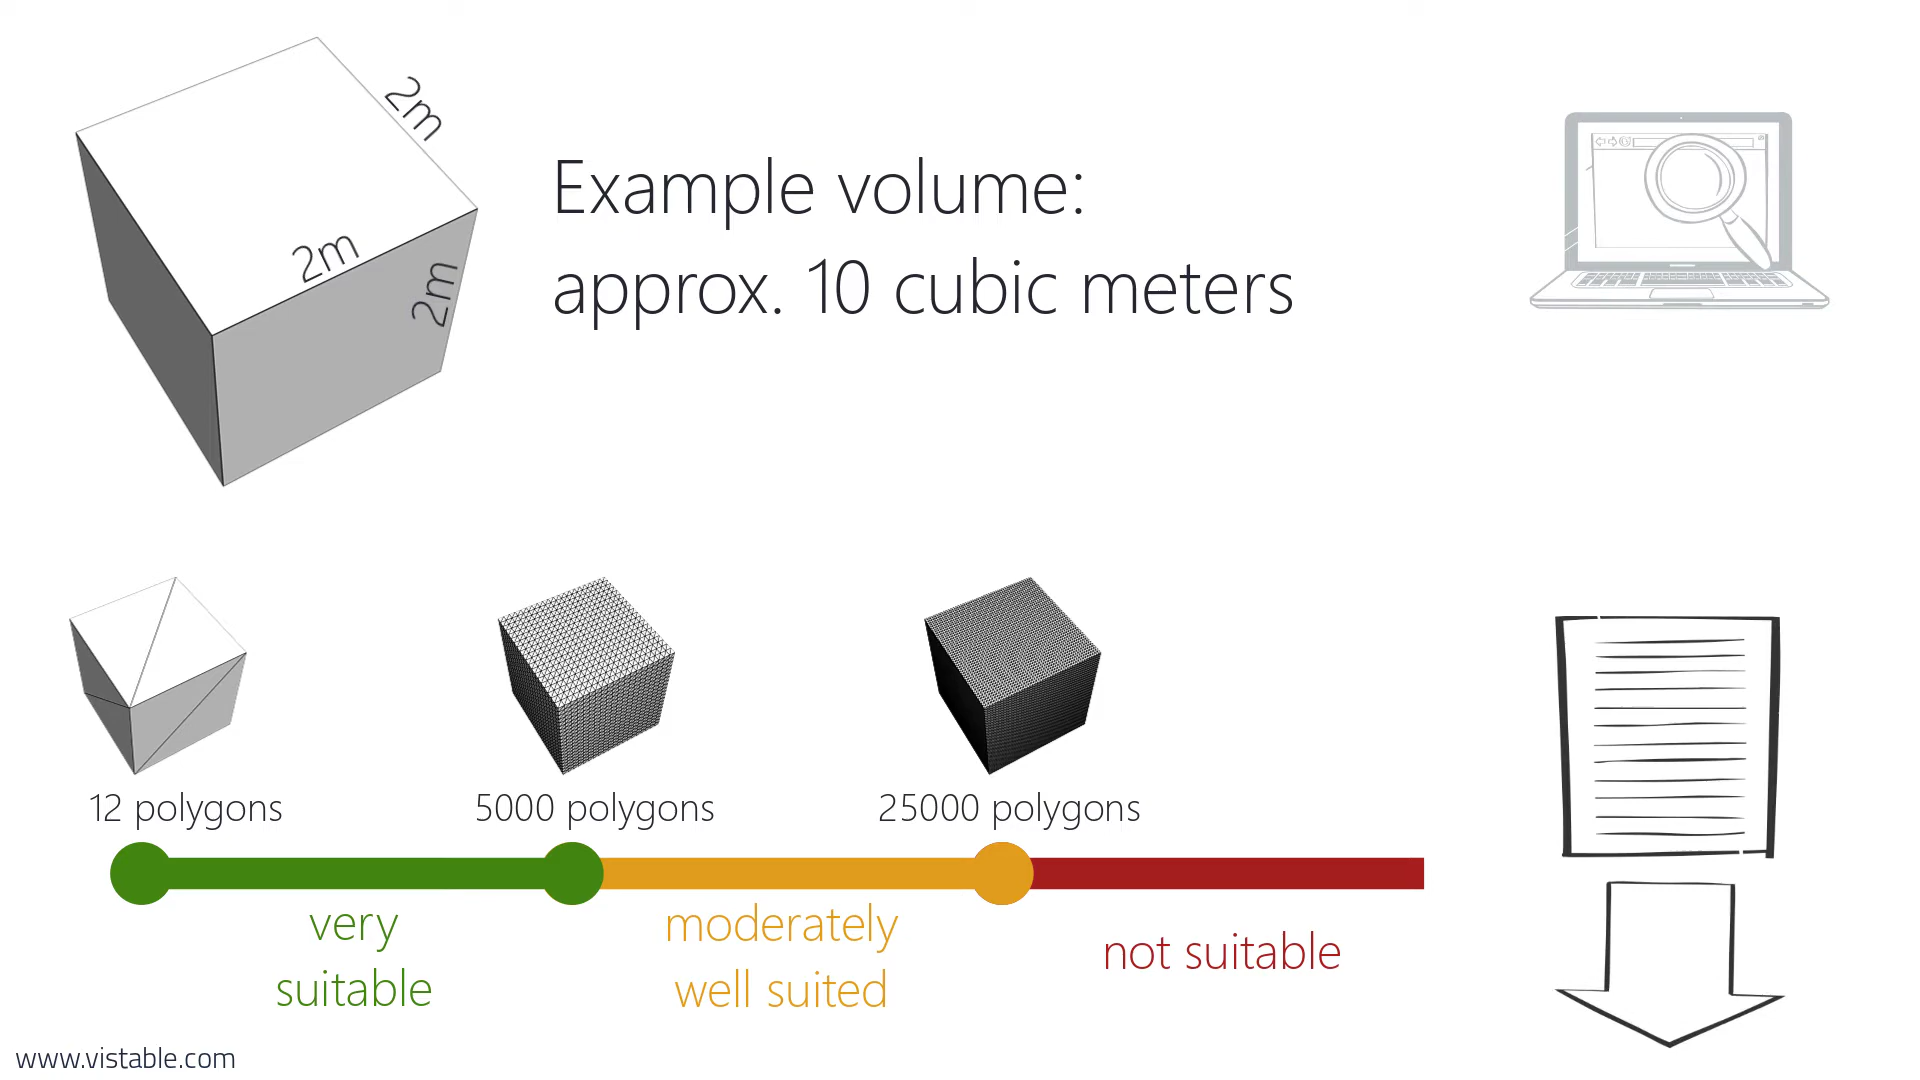 2m
2m
2m
Example volume:
approx. 10 cubic meters
12 polygons
5000 polygons
25000 polygons
very
suitable
moderately
well suited
not suitable
www.vistable.com